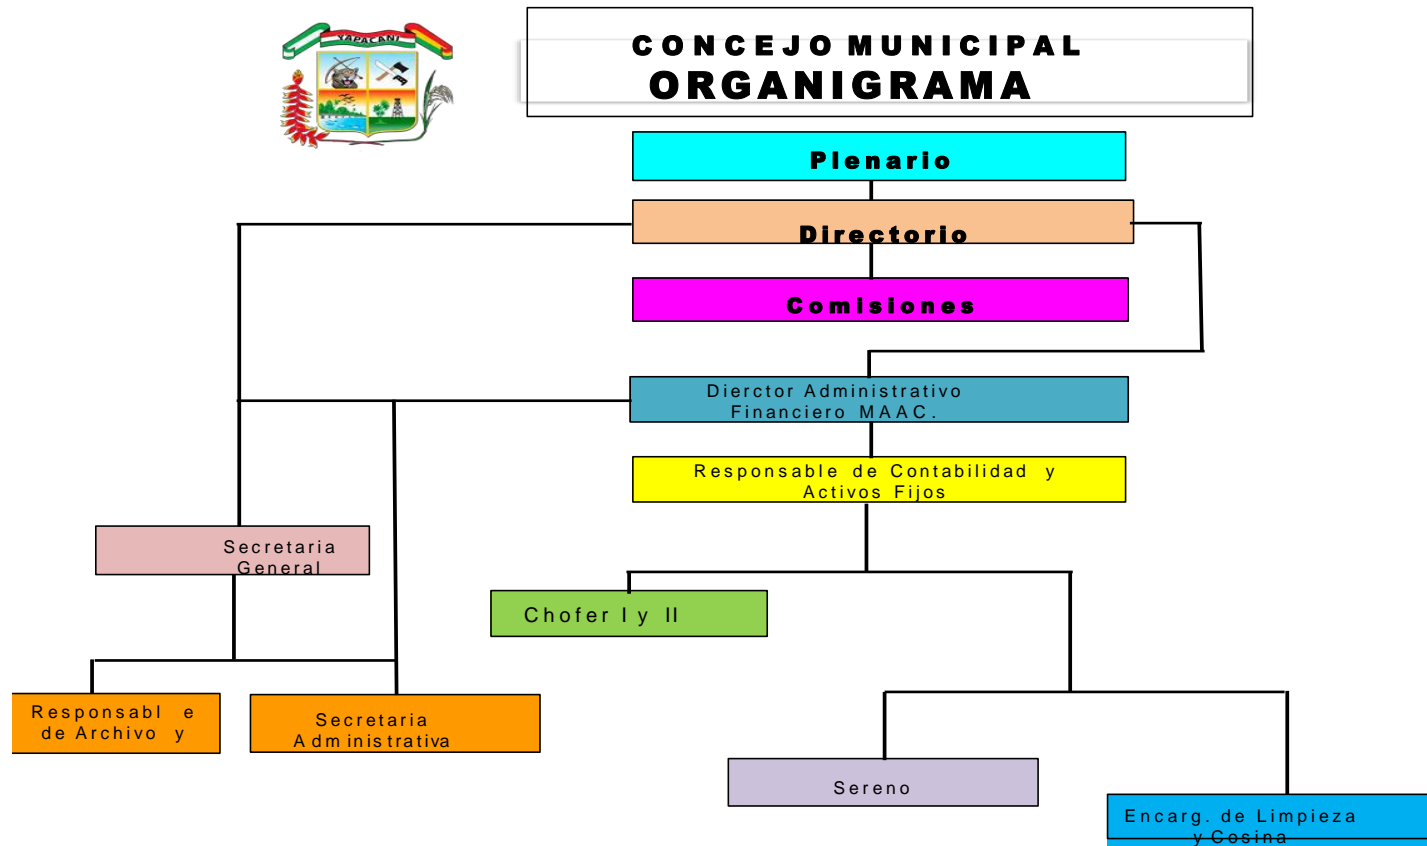 YAPACANI
CONCEJO MUNICIPAL
ORGANIGRAMA
Plenario
Directorio
Comisiones
Dierctor Administrativo
Financiero MAAC.
Responsable de Contabilidad y
Activos Fijos
Secretaria
General
Chofer I y II
Responsabl e
de Archivo y
Secretaria
Administrativa
Sereno
Encarg. de Limpieza
y Cosina